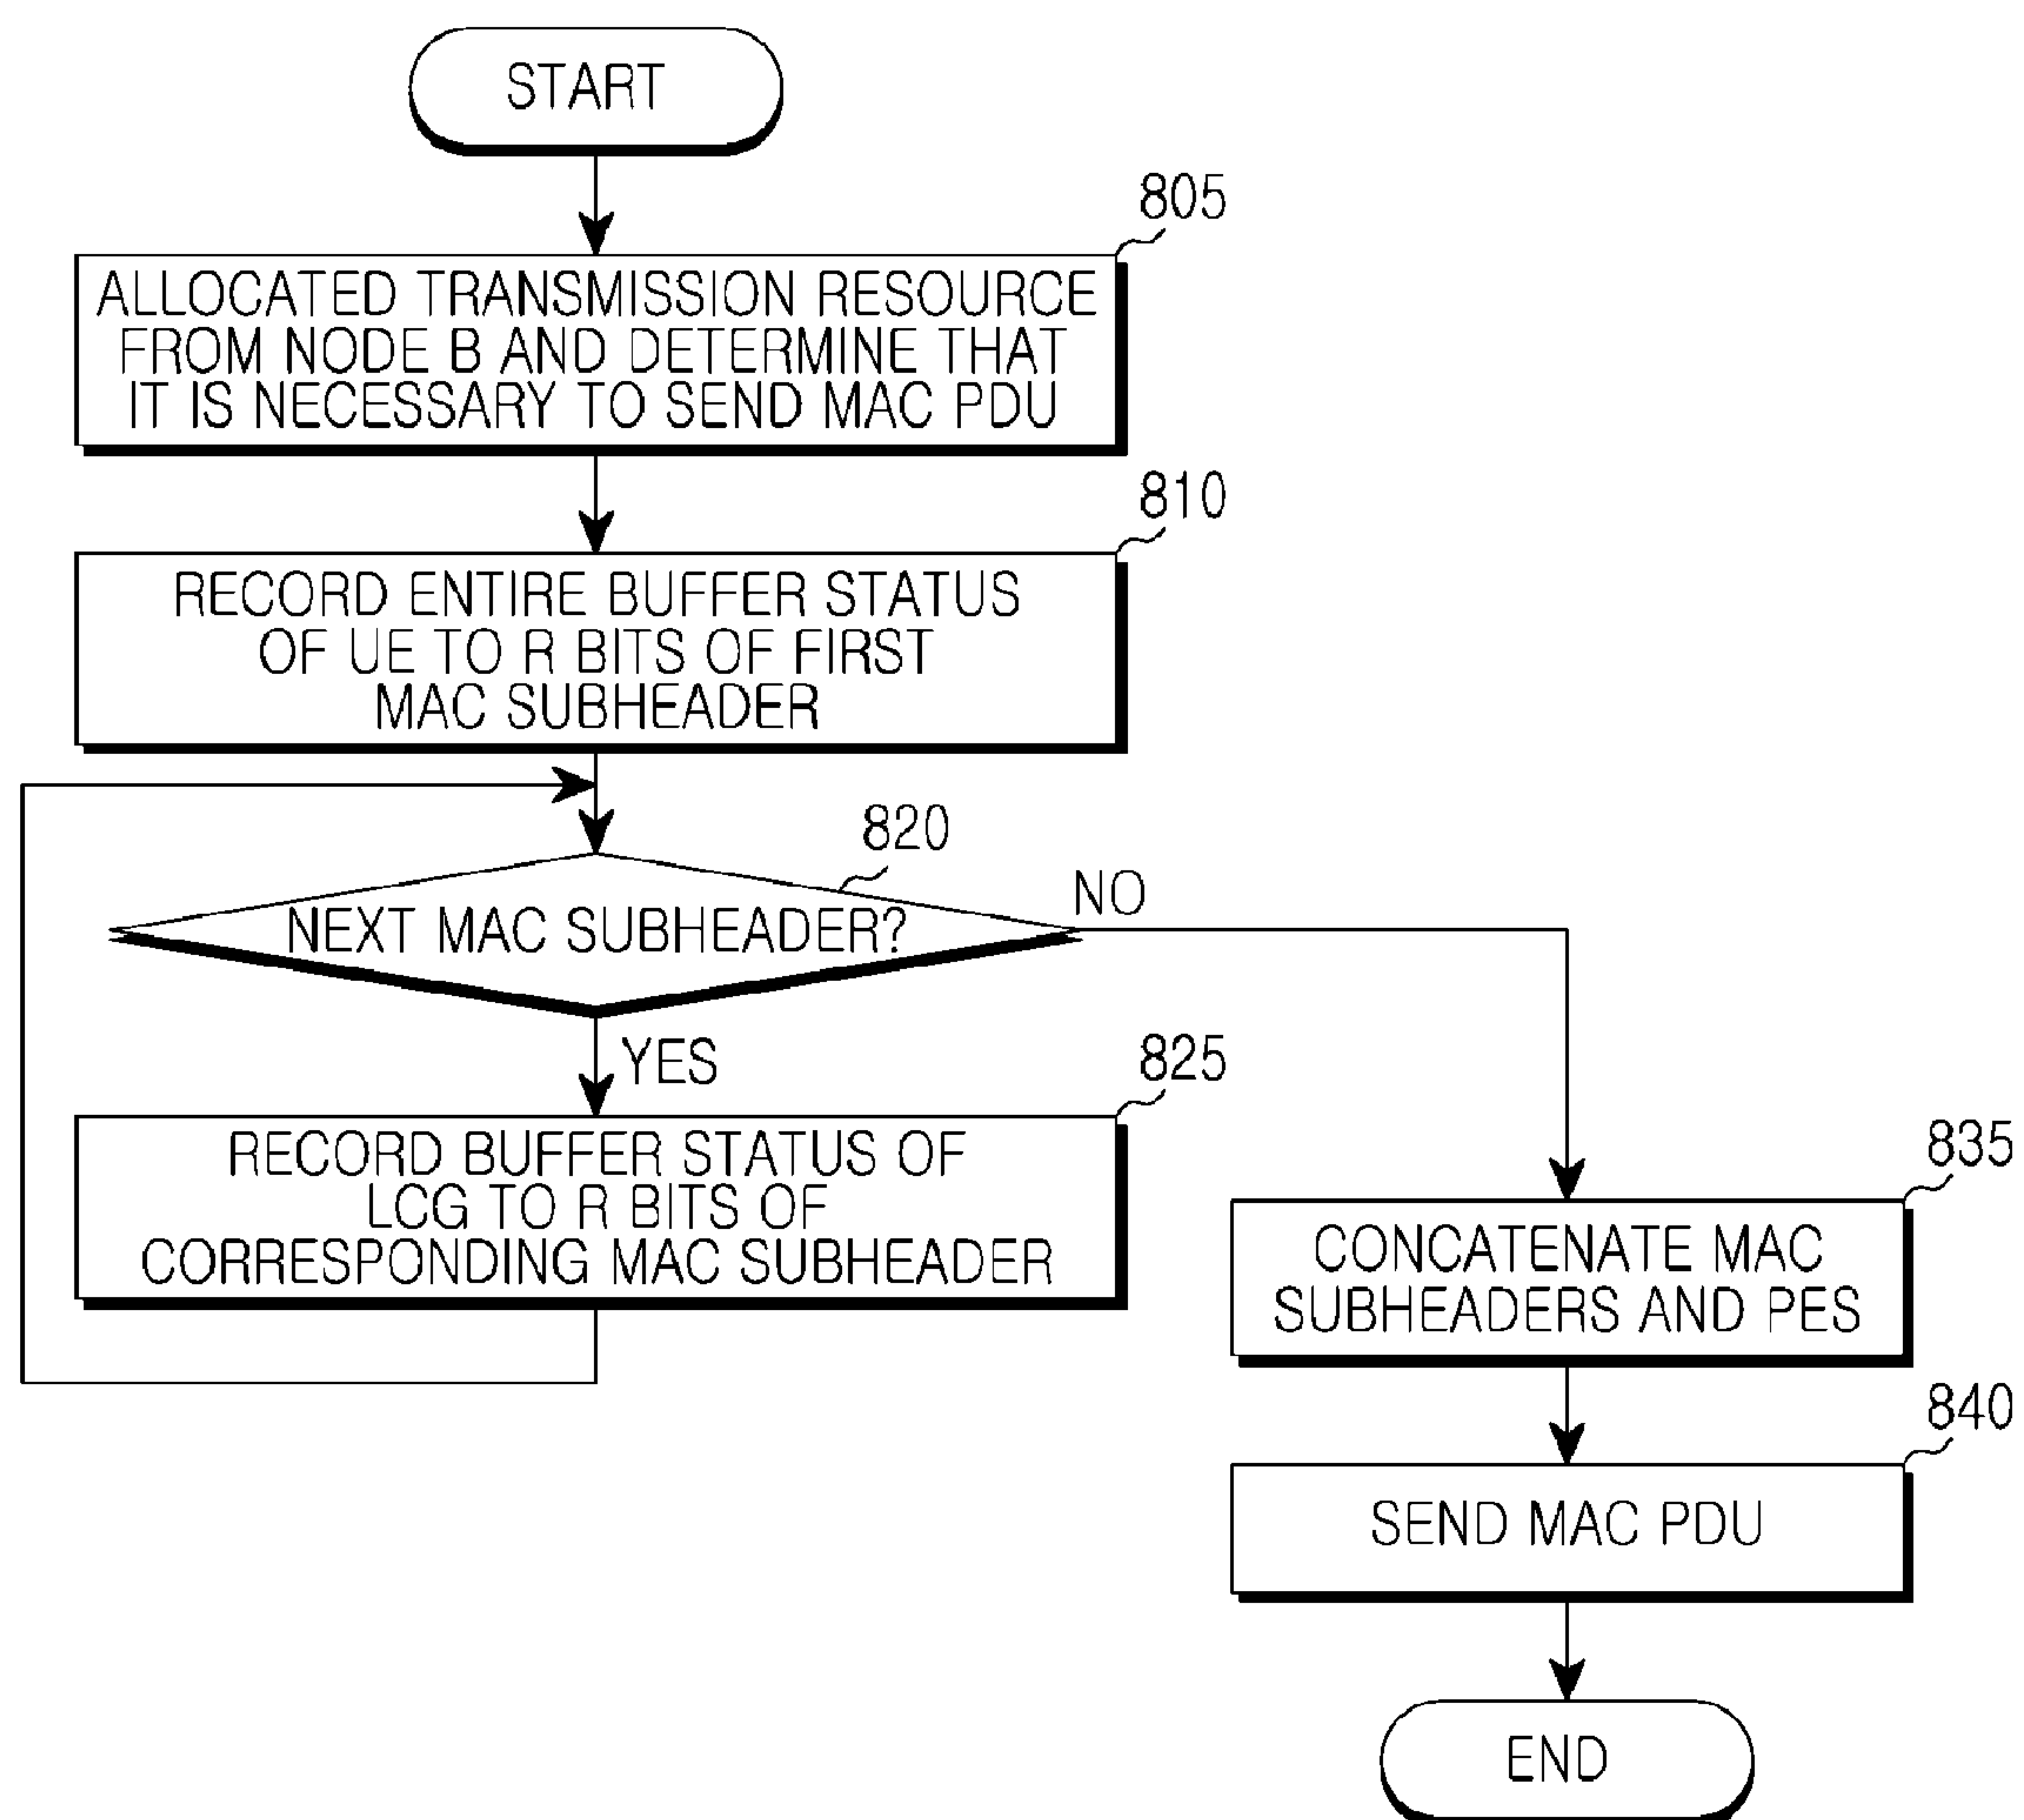 START
805
ALLOCATED TRANSMISSION RESOURCE
FROM NODE B AND DETERMINE THAT
IT IS NECESSARY TO SEND MAC PDU
810
RECORD ENTIRE BUFFER STATUS
OF UE TO R BITS OF FIRST
MAC SUBHEADER
820
NEXT MAC SUBHEADER?
NO
YES
825
RECORD BUFFER STATUS OF
LCG TO R BITS OF
CORRESPONDING MAC SUBHEADER
835
CONCATENATE MAC
SUBHEADERS AND PES
840
SEND MAC PDU
END